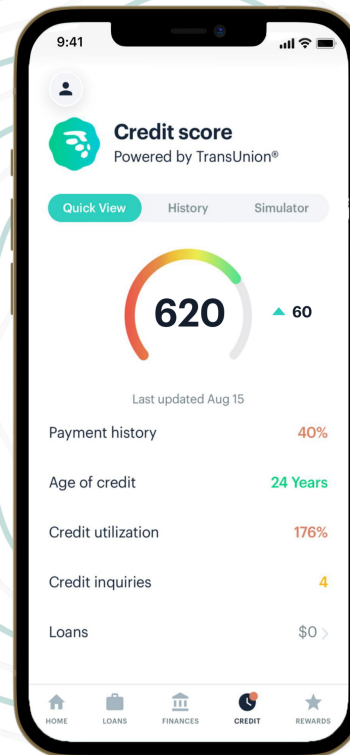 9:41
Credit score
Powered by TransUnion®
Quick View History Simulator
620
60
Last updated Aug 15
Payment history 40%
Age of credit 24 Years
Credit utilization 176%
Credit inquiries 4
Loans $0
HOME LOANS FINANCES CREDIT REWARDS